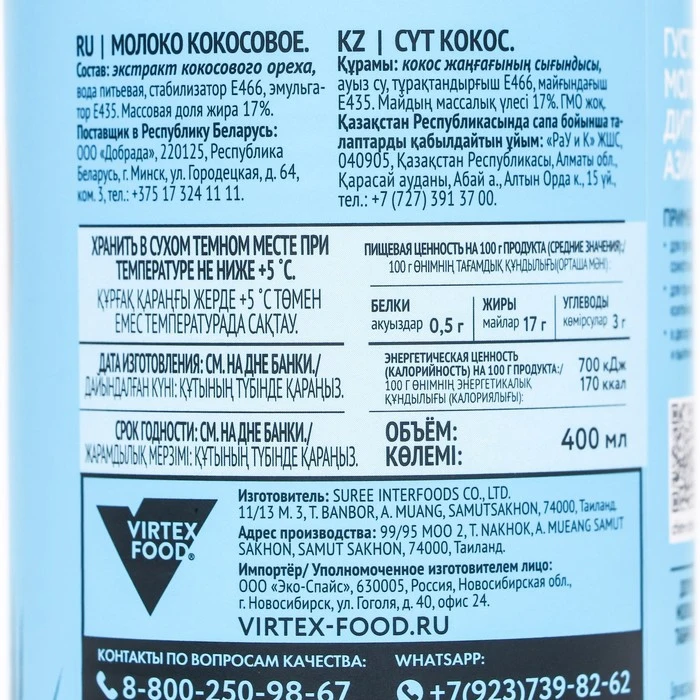 RU | МОЛОКО КОКОСОВОЕ.
Состав: экстракт кокосового ореха,
вода питьевая, стабилизатор Е466, эмульга-
тор Е435. Массовая доля жира 17%.
Поставщик в Республику Беларусь:
ООО «Добрада», 220125, Республика
Беларусь, г. Минск, ул. Городецкая, д. 64,
ком. 3, тел.: +375 17 324 11 11.
KZ | СҮТ КОКОС.
Құрамы: кокос жаңғағының сығындысы,
ауыз су, тұрақтандырғыш Е466, майындағыш
Е435. Майдың массалық үлесі 17%. ГМО жоқ.
Қазақстан Республикасында сапа бойынша та-
лаптарды қабылдайтын ұйым: «РаУ и К» ЖШС,
040905, Қазақстан Республикасы, Алматы обл.,
Қарасай ауданы, Абай а., Алтын Орда к., 15 үй.,
тел.: +7 (727) 391 37 00.
ХРАНИТЬ В СУХОМ ТЕМНОМ МЕСТЕ ПРИ
ТЕМПЕРАТУРЕ НЕ НИЖЕ +5 °С.
ҚҰРҒАҚ ҚАРАҢҒЫ ЖЕРДЕ +5 °С ТӨМЕН
ЕМЕС ТЕМПЕРАТУРАДА САҚТАУ.
ДАТА ИЗГОТОВЛЕНИЯ: СМ. НА ДНЕ БАНКИ./
ДАЙЫНДАЛҒАН КҮНІ: ҚҰТЫНЫҢ ТҮБІНДЕ ҚАРАҢЫЗ.
СРОК ГОДНОСТИ: СМ. НА ДНЕ БАНКИ./
ЖАРАМДЫЛЫҚ МЕРЗІМІ: ҚҰТЫНЫҢ ТҮБІНДЕ ҚАРАҢЫЗ.
ПИЩЕВАЯ ЦЕННОСТЬ НА 100 г ПРОДУКТА (СРЕДНИЕ ЗНАЧЕНИЯ):/
100 г ӨНІМНІҢ ТАҒАМДЫҚ ҚҰНДЫЛЫҒЫ (ОРТАША МӘНІ):
БЕЛКИ
акуыздар 0,5 г
ЖИРЫ
майлар 17 г
УГЛЕВОДЫ
көмірсулар 3 г
ЭНЕРГЕТИЧЕСКАЯ ЦЕННОСТЬ
(КАЛОРИЙНОСТЬ) НА 100 г ПРОДУКТА:/
100 г ӨНІМНІҢ ЭНЕРГЕТИКАЛЫҚ
ҚҰНДЫЛЫҒЫ (КАЛОРИЯЛЫҒЫ):
700 кДж
170 ккал
ОБЪЁМ:
КӨЛЕМІ:
400 мл
VIRTEX
FOOD®
Изготовитель: SUREE INTERFOODS CO., LTD.
11/13 M. 3, T. BANBOR, A. MUANG, SAMUTSAKHON, 74000, Таиланд.
Адрес производства: 99/95 MOO 2, T. NAKHOK, A. MUEANG SAMUT
SAKHON, SAMUT SAKHON, 74000, Таиланд.
Импортёр/ Уполномоченное изготовителем лицо:
ООО «Эко-Спайс», 630005, Россия, Новосибирская обл.,
г. Новосибирск, ул. Гоголя, д. 40, офис 24.
VIRTEX-FOOD.RU
КОНТАКТЫ ПО ВОПРОСАМ КАЧЕСТВА:
8-800-250-98-67
WHATSAPP:
+7(923)739-82-62